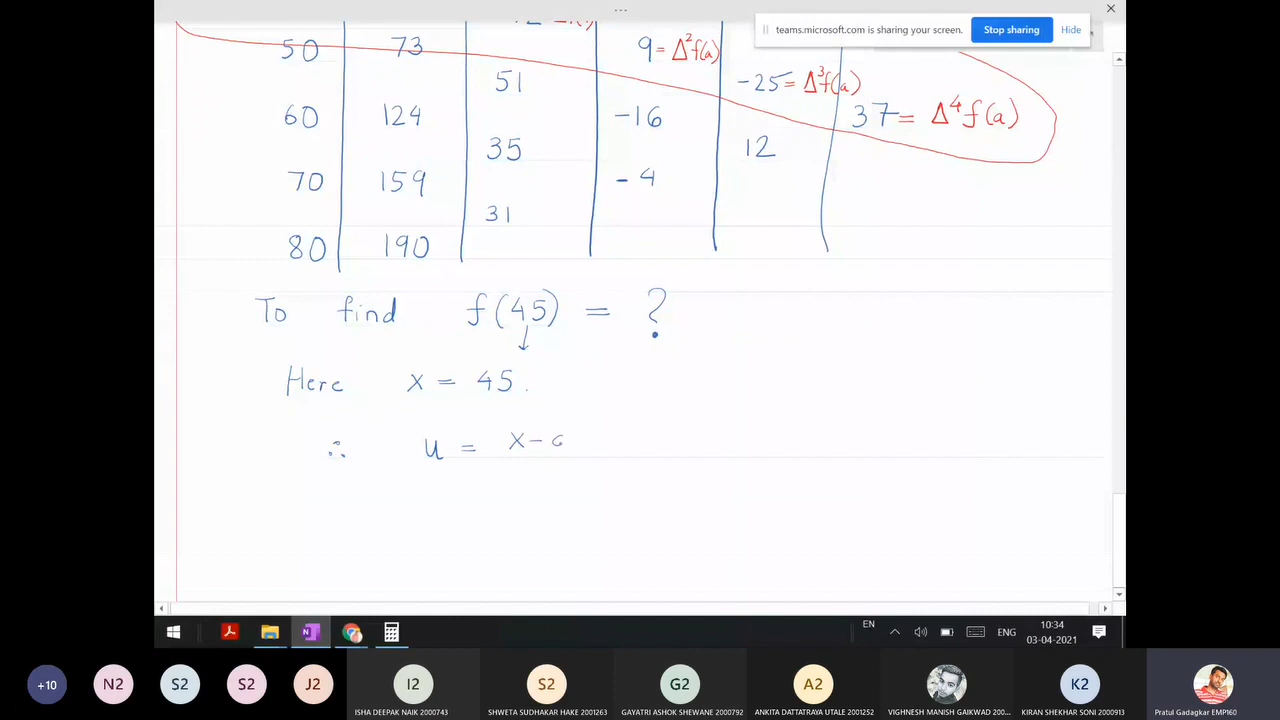 teams.microsoft.com is sharing your screen. Stop sharing Hide
50 73 9 = Δ²f(a)
51 -25 = Δ³f(a)
60 124 -16 37 = Δ⁴f(a)
35 12
70 159 -4
31
80 190
To find f(45) = ?
Here x = 45.
∴ u = x-
EN ENG 10:34
03-04-2021
+10 N2 S2 S2 J2 I2 S2 G2 A2 K2
ISHA DEEPAK NAIK 2000743 SHWETA SUDHAKAR HAKE 2001263 GAYATRI ASHOK SHEWANE 2000792 ANKITA DATTATRAYA UTALE 2001252 VIGHNESH MANISH GAIKWAD 2000944 KIRAN SHEKHAR SONI 2000913 Pratul Gadagkar EMP160